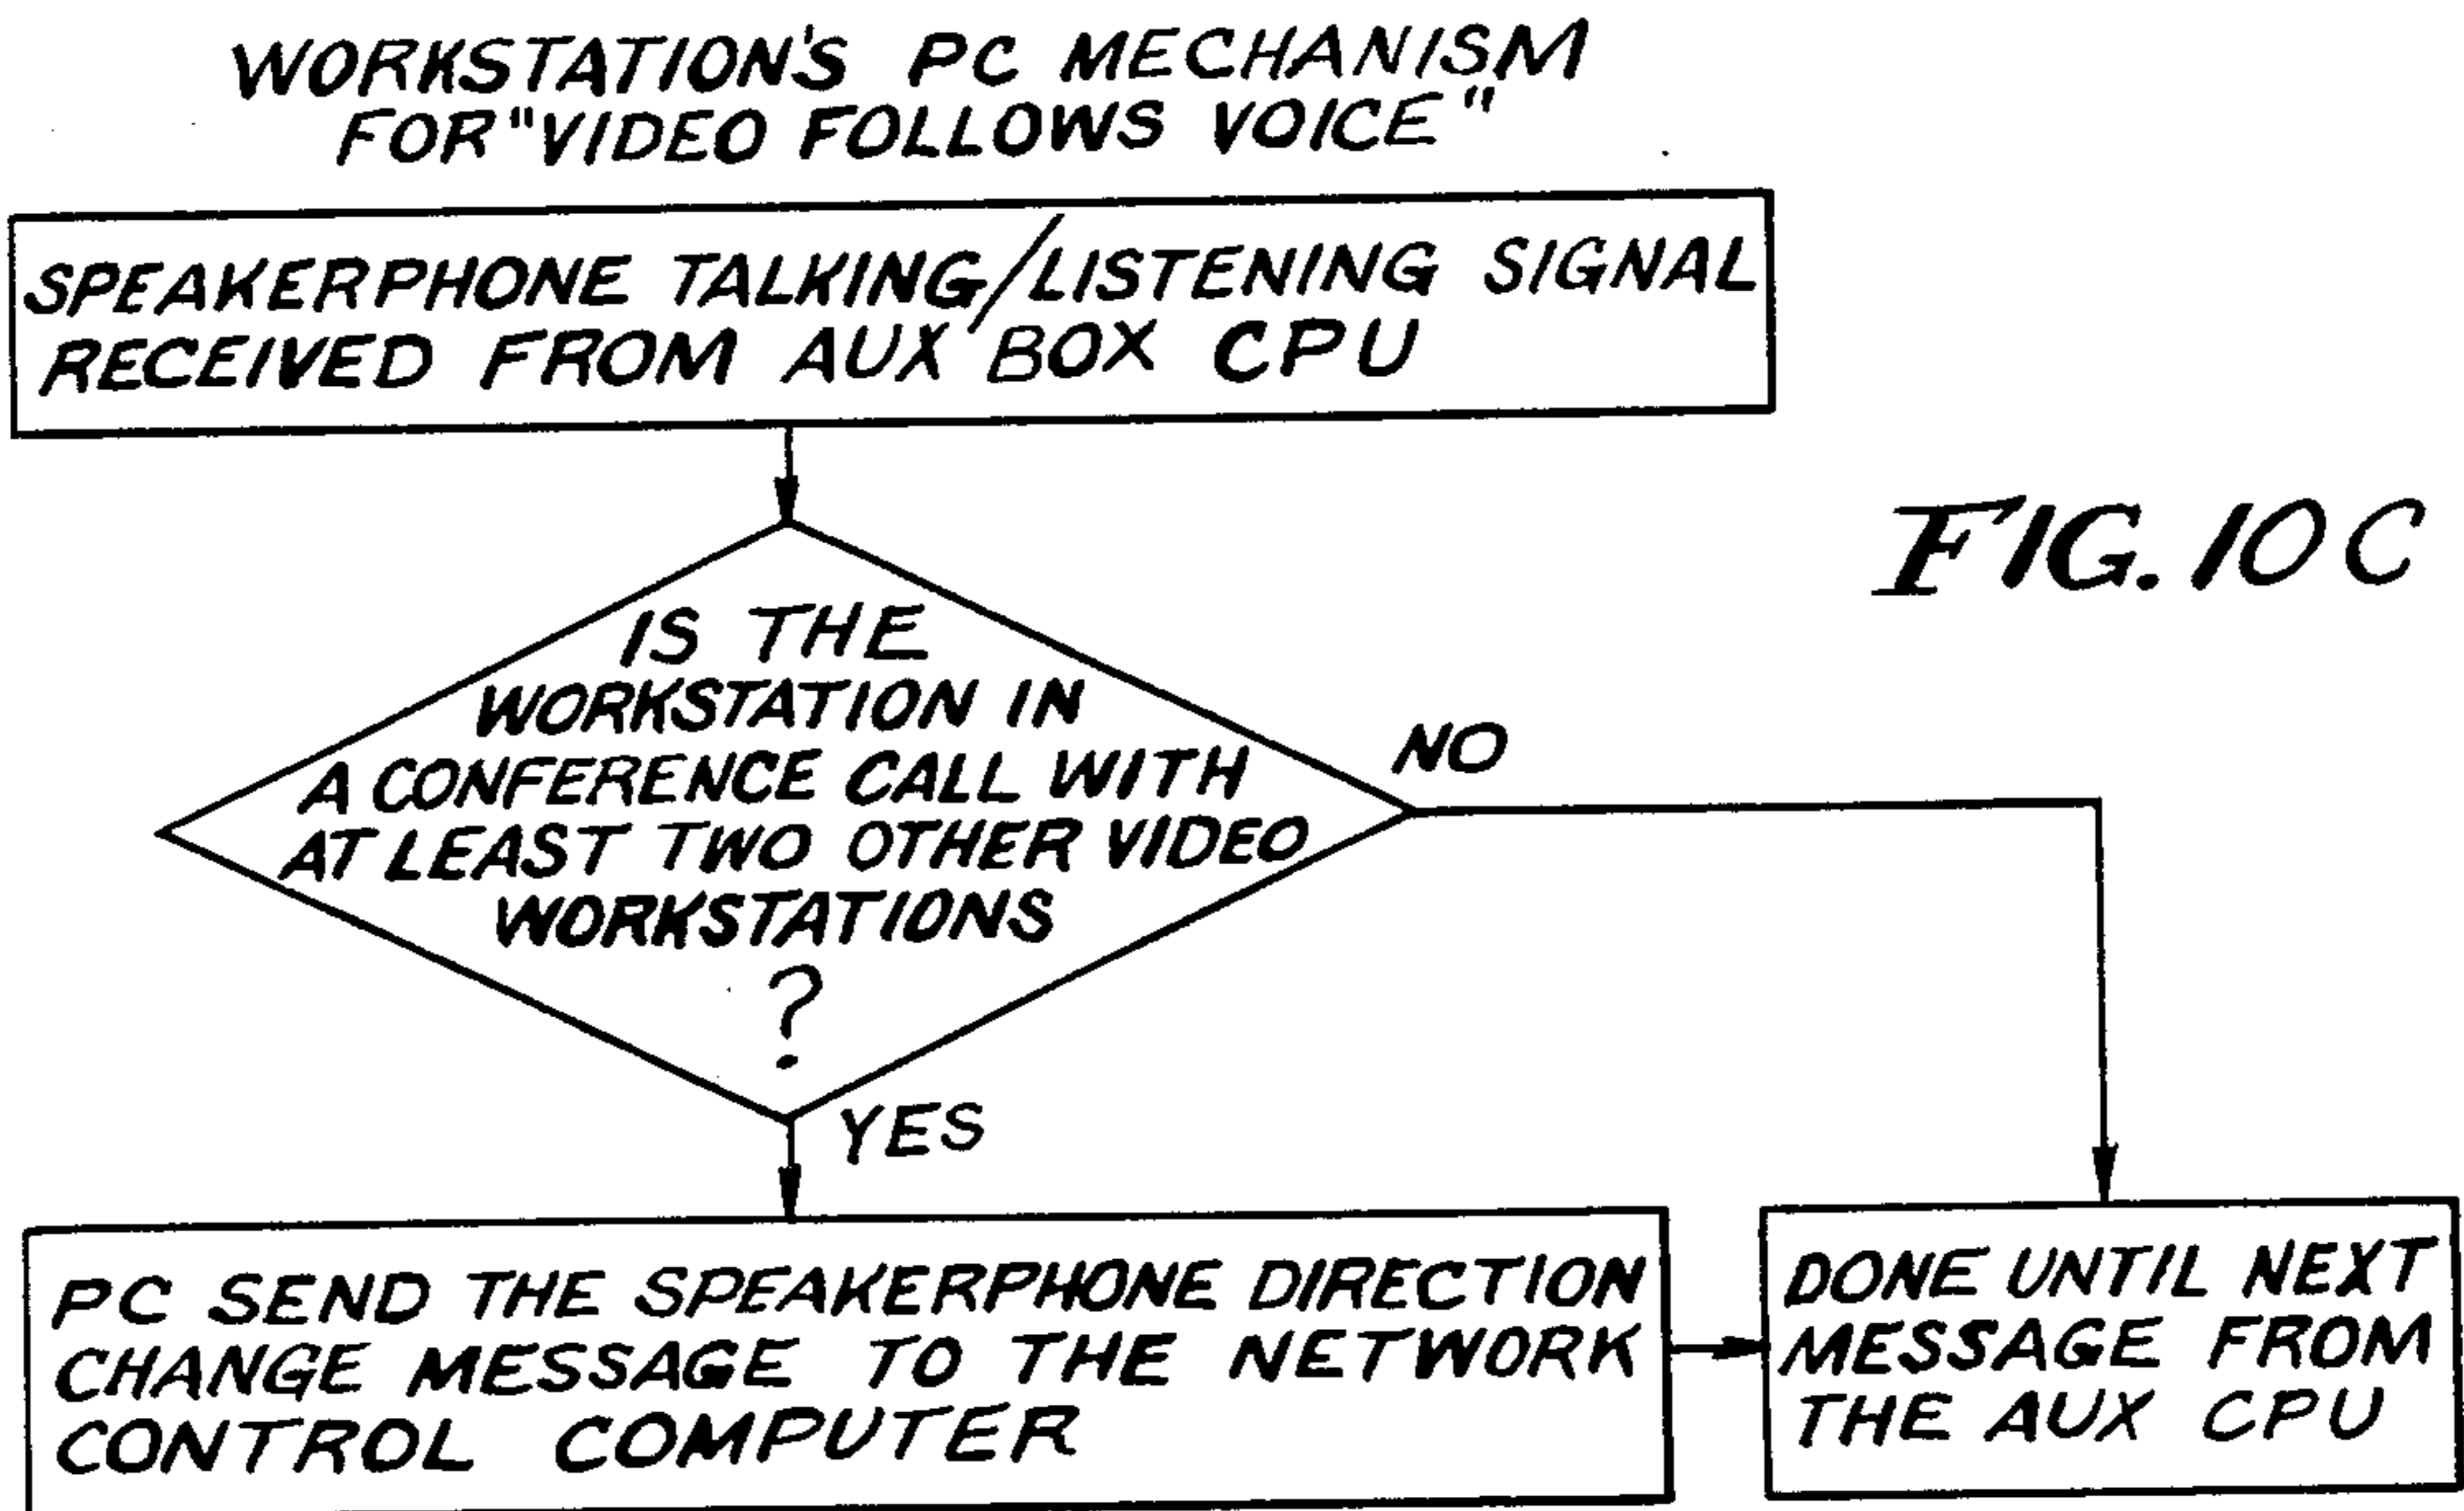 WORKSTATION'S PC MECHANISM
FOR "VIDEO FOLLOWS VOICE"
SPEAKERPHONE TALKING/LISTENING SIGNAL
RECEIVED FROM AUX BOX CPU
FIG. 10C
IS THE
WORKSTATION IN
A CONFERENCE CALL WITH
AT LEAST TWO OTHER VIDEO
WORKSTATIONS
?
NO
YES
PC SEND THE SPEAKERPHONE DIRECTION
CHANGE MESSAGE TO THE NETWORK
CONTROL COMPUTER
DONE UNTIL NEXT
MESSAGE FROM
THE AUX CPU